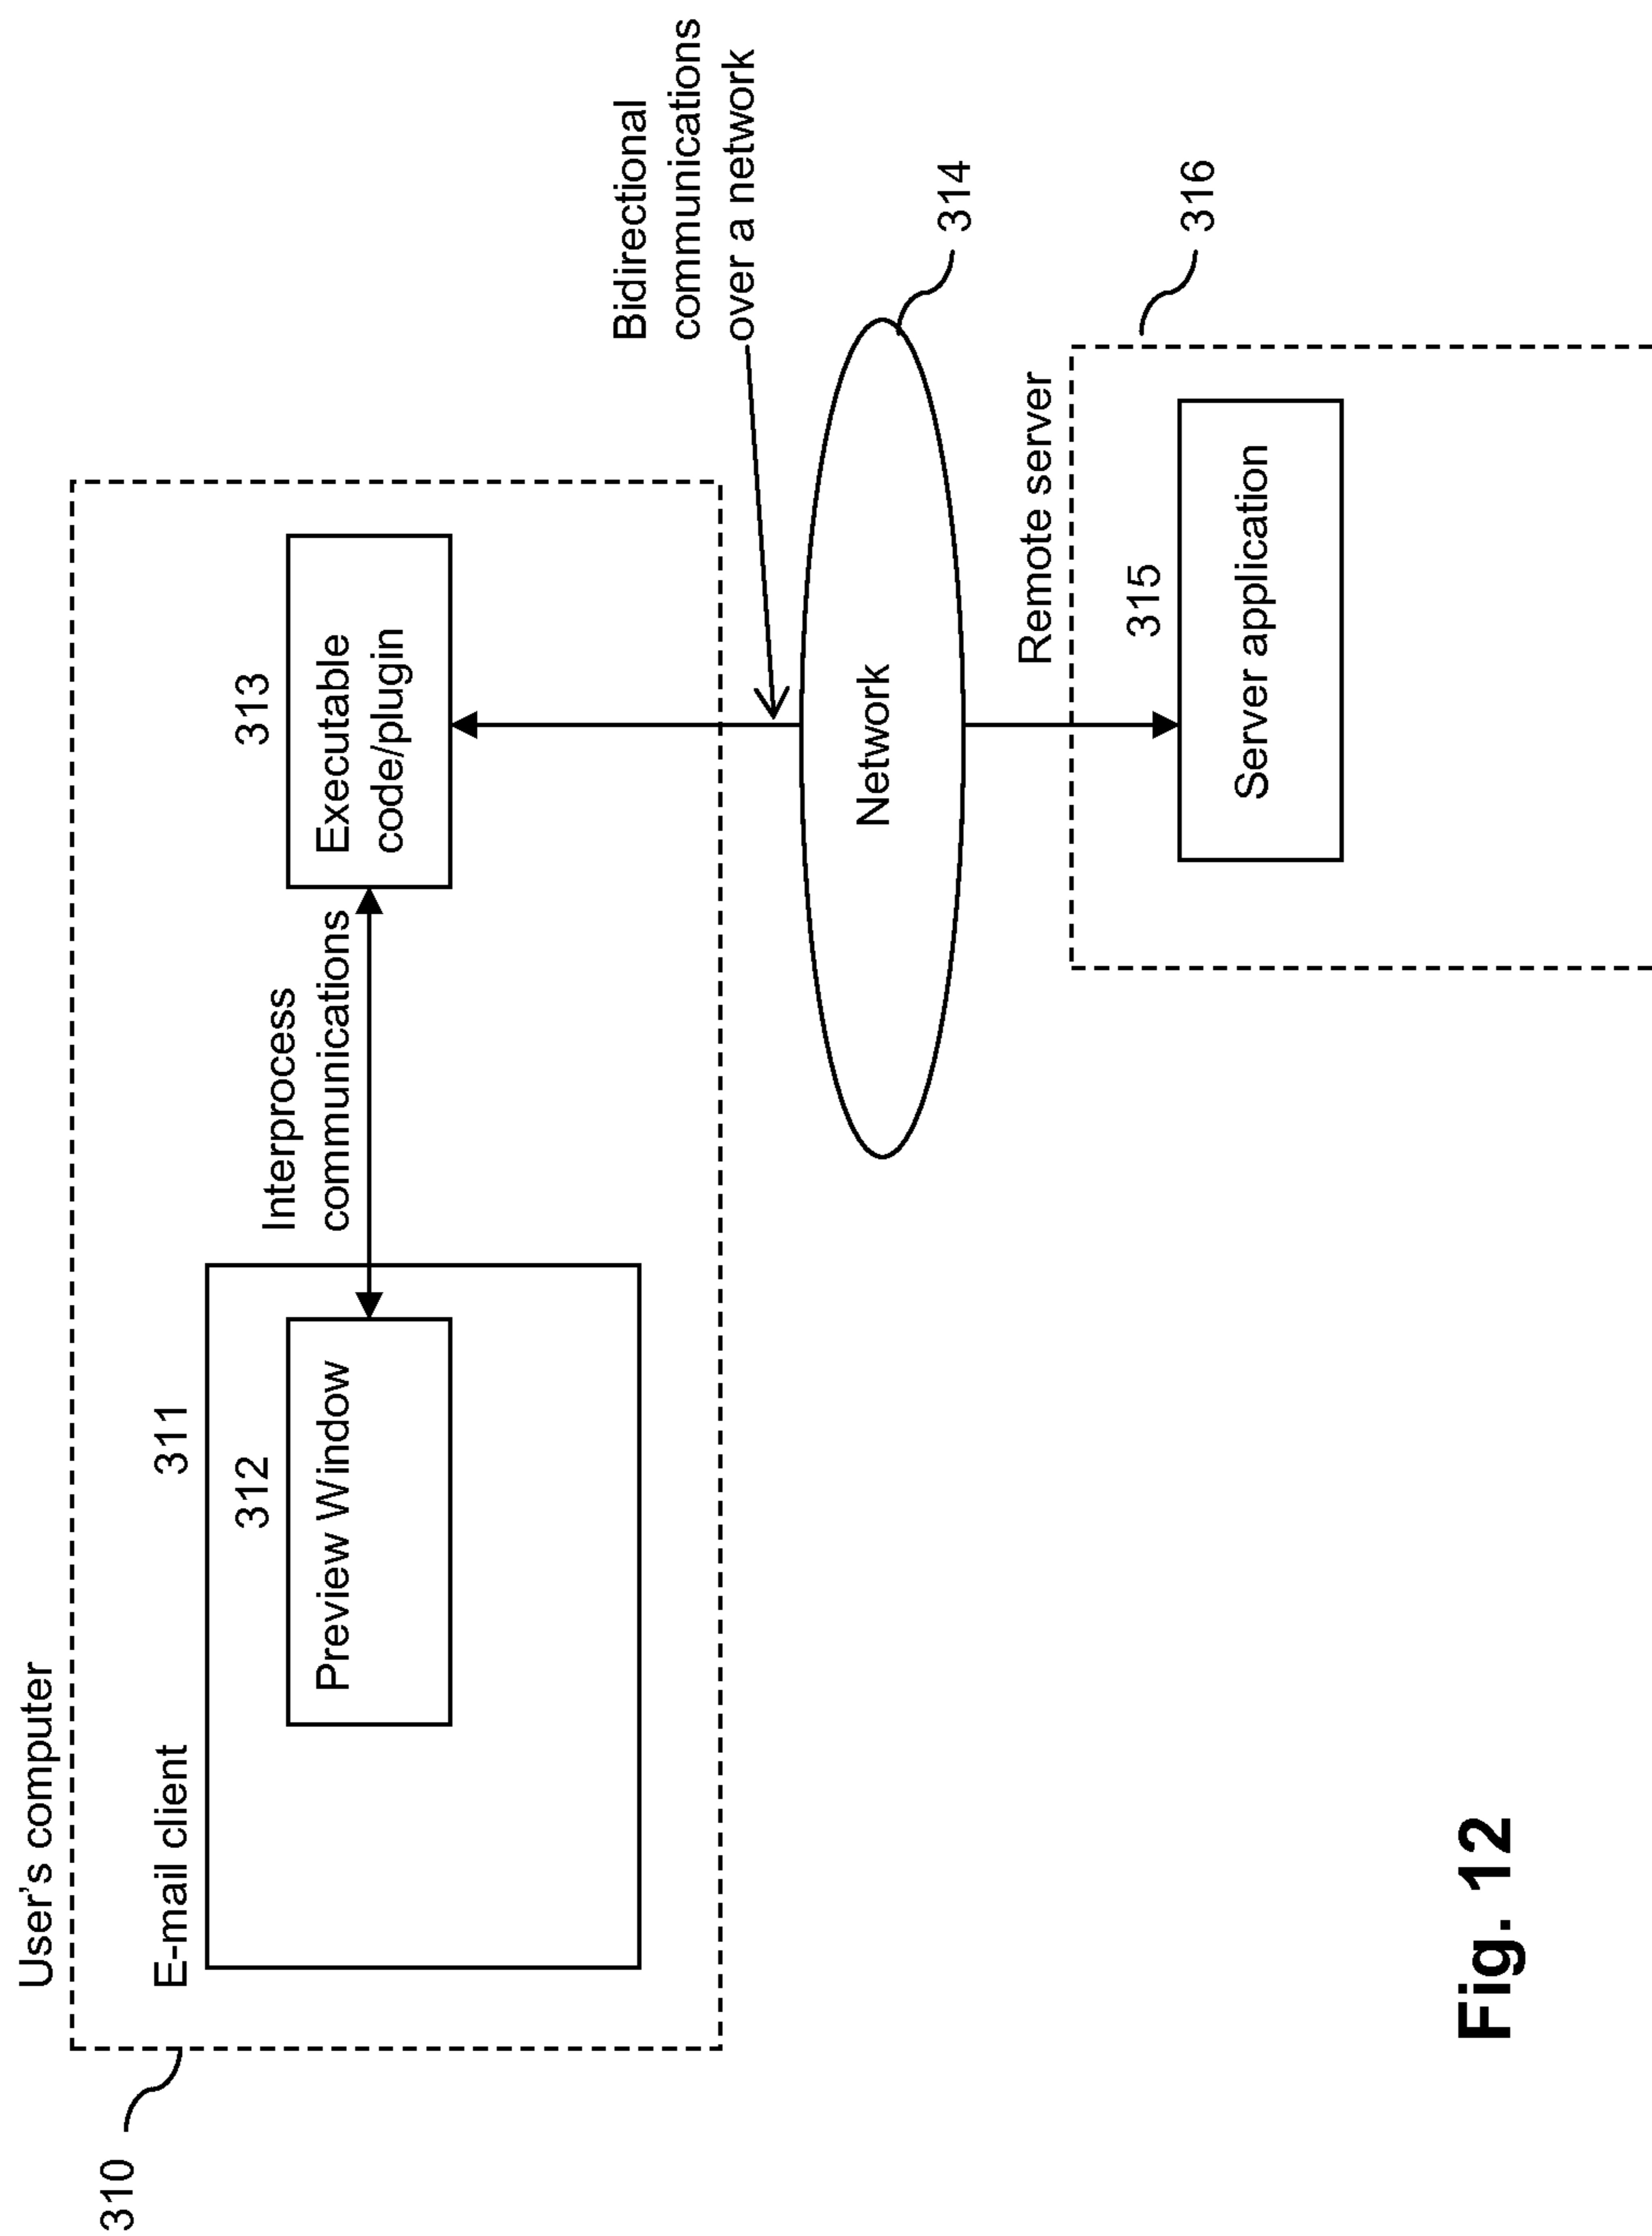 User's computer
310
E-mail client
311
312
Preview Window
Interprocess
communications
313
Executable
code/plugin
Bidirectional
communications
over a network
Network
314
Remote server
316
315
Server application
Fig. 12